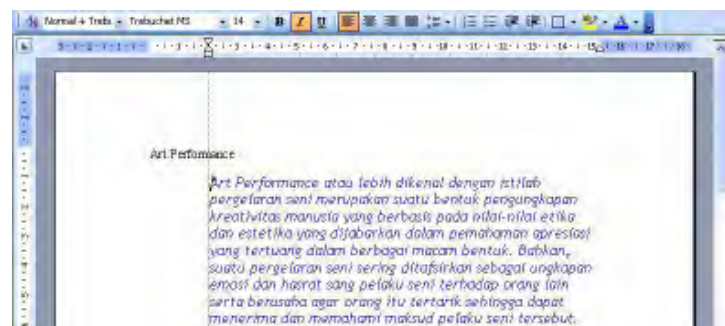 Normal + Treb Trebuchet MS 14 B I U
Art Performance
Art Performance atau lebih dikenal dengan istilah
pergelaran seni merupakan suatu bentuk pengungkapan
kreativitas manusia yang berbasis pada nilai-nilai etika
dan estetika yang dijabarkan dalam pemahaman apresiasi
yang tertuang dalam berbagai macam bentuk. Bahkan,
suatu pergelaran seni sering ditafsirkan sebagai ungkapan
emosi dan hasrat sang pelaku seni terhadap orang lain
serta berusaha agar orang itu tertarik sehingga dapat
menerima dan memahami maksud pelaku seni tersebut.